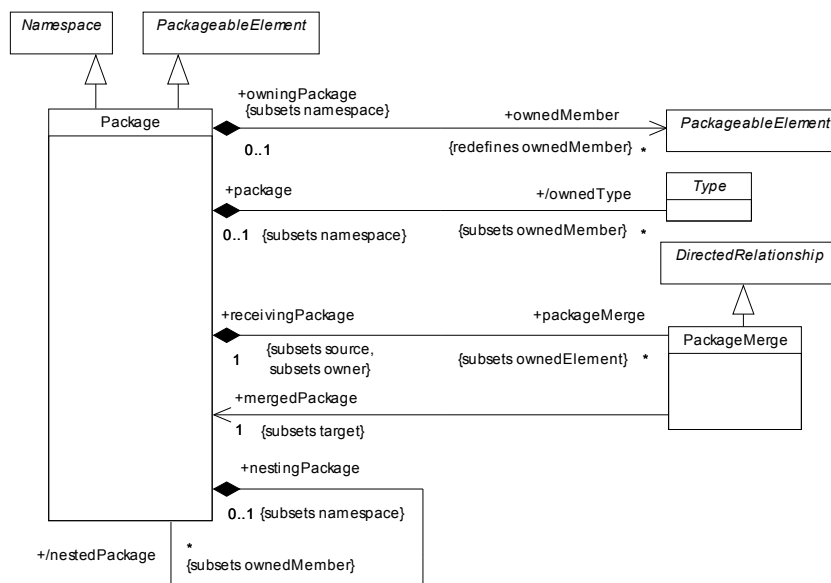 Namespace
PackageableElement
+owningPackage
{subsets namespace}
+ownedMember
Package
PackageableElement
0..1
{redefines ownedMember} *
+package
+/ownedType
Type
0..1 {subsets namespace}
{subsets ownedMember} *
DirectedRelationship
+receivingPackage
+packageMerge
PackageMerge
1 {subsets source,
subsets owner}
{subsets ownedElement} *
+mergedPackage
1 {subsets target}
+nestingPackage
0..1 {subsets namespace}
+/nestedPackage
*
{subsets ownedMember}